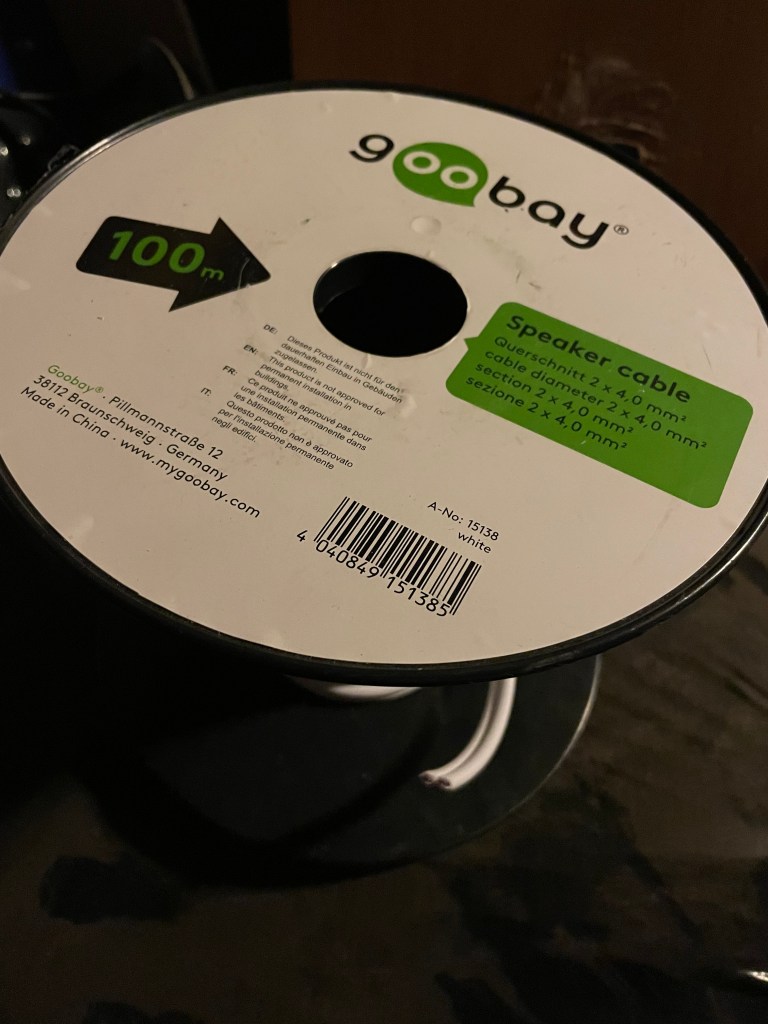 goobay®
100m
Speaker cable
Querschnitt 2 x 4,0 mm²
cable diameter 2 x 4,0 mm²
section 2 x 4,0 mm²
sezione 2 x 4,0 mm²
DE: Dieses Produkt ist nicht für den
dauerhaften Einbau in Gebäuden
zugelassen.
EN: This product is not approved for
permanent installation in
buildings.
FR: Ce produit ne approuvé pas pour
une installation permanente dans
les bâtiments.
IT: Questo prodotto non è approvato
per l'installazione permanente
negli edifici.
Goobay® · Pillmannstraße 12
38112 Braunschweig · Germany
Made in China · www.mygoobay.com
A-No: 15138
white
4 040849 151385